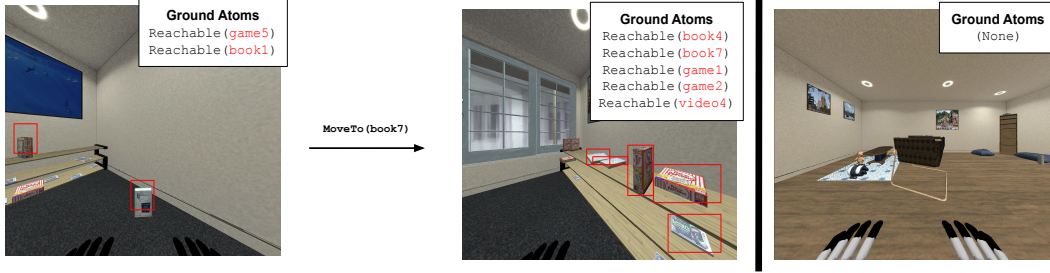 Ground Atoms
Reachable(game5)
Reachable(book1)
MoveTo(book7)
Ground Atoms
Reachable(book4)
Reachable(book7)
Reachable(game1)
Reachable(game2)
Reachable(video4)
Ground Atoms
(None)